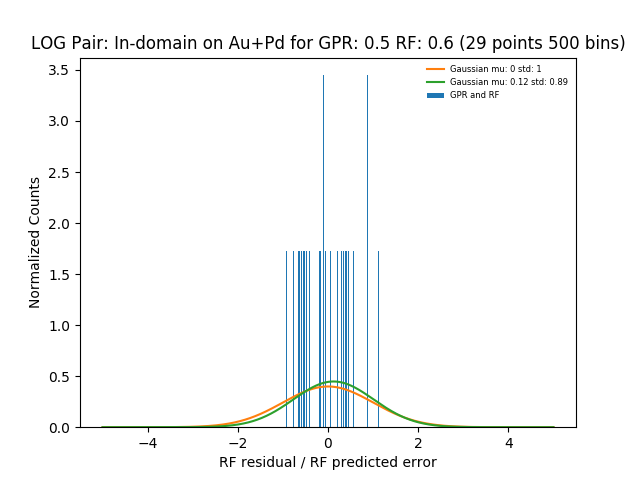 LOG Pair: In-domain on Au+Pd for GPR: 0.5 RF: 0.6 (29 points 500 bins)
Gaussian mu: 0 std: 1
Gaussian mu: 0.12 std: 0.89
GPR and RF
Normalized Counts
3.5
3.0
2.5
2.0
1.5
1.0
0.5
0.0
−4
−2
0
2
4
RF residual / RF predicted error